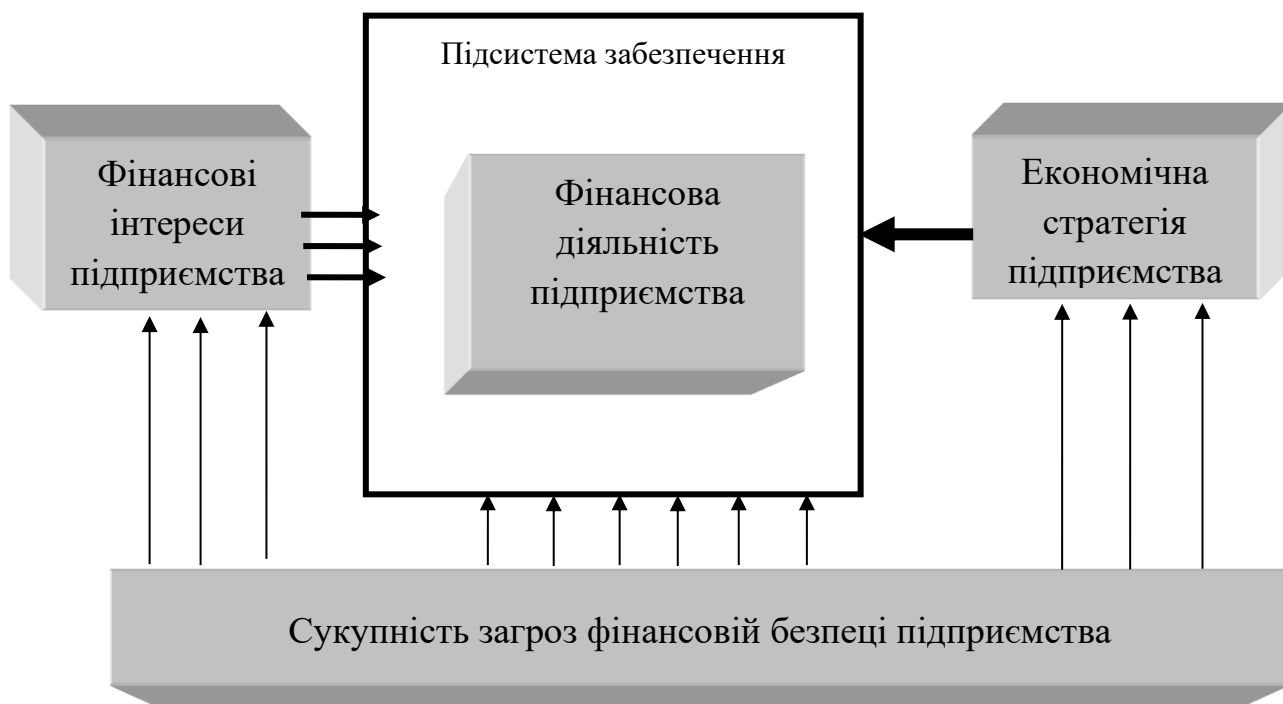 Підсистема забезпечення
Фінансові
інтереси
підприємства
Фінансова
діяльність
підприємства
Економічна
стратегія
підприємства
Сукупність загроз фінансовій безпеці підприємства